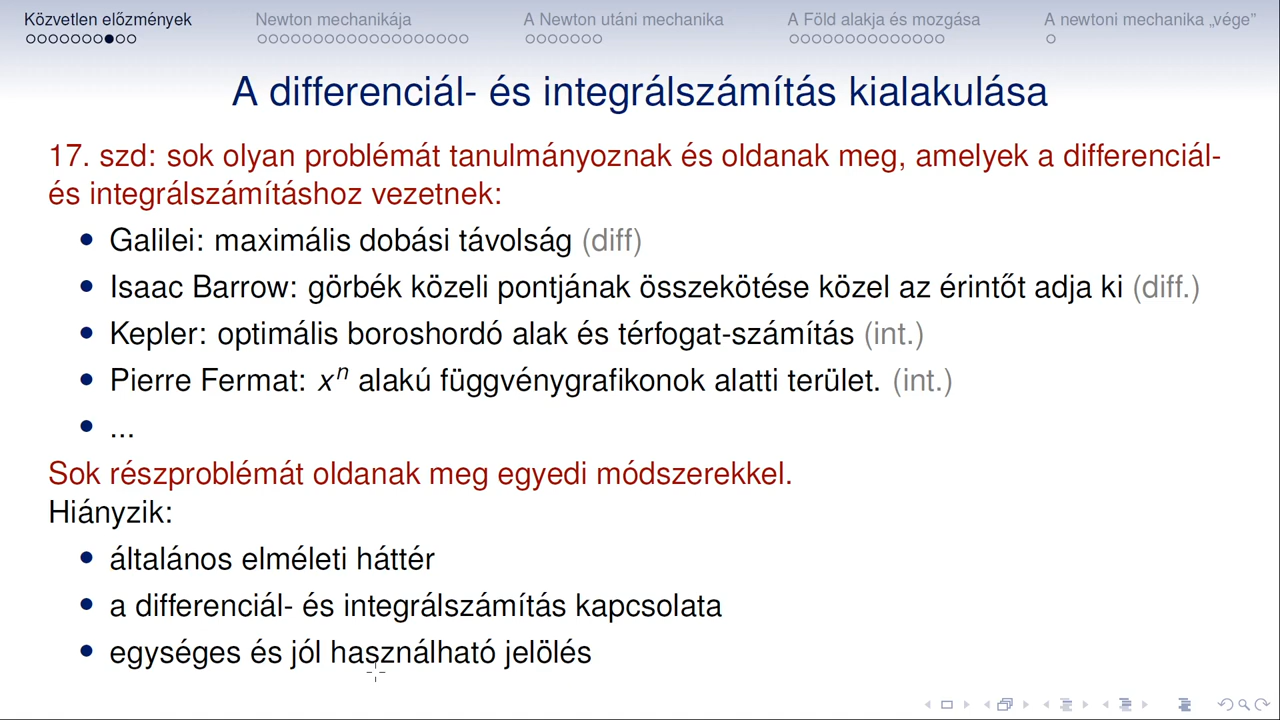 Közvetlen előzmények Newton mechanikája A Newton utáni mechanika A Föld alakja és mozgása A newtoni mechanika „vége”
A differenciál- és integrálszámítás kialakulása
17. szd: sok olyan problémát tanulmányoznak és oldanak meg, amelyek a differenciál-
és integrálszámításhoz vezetnek:
• Galilei: maximális dobási távolság (diff)
• Isaac Barrow: görbék közeli pontjának összekötése közel az érintőt adja ki (diff.)
• Kepler: optimális boroshordó alak és térfogat-számítás (int.)
• Pierre Fermat: xⁿ alakú függvénygrafikonok alatti terület. (int.)
• ...
Sok részproblémát oldanak meg egyedi módszerekkel.
Hiányzik:
• általános elméleti háttér
• a differenciál- és integrálszámítás kapcsolata
• egységes és jól használható jelölés